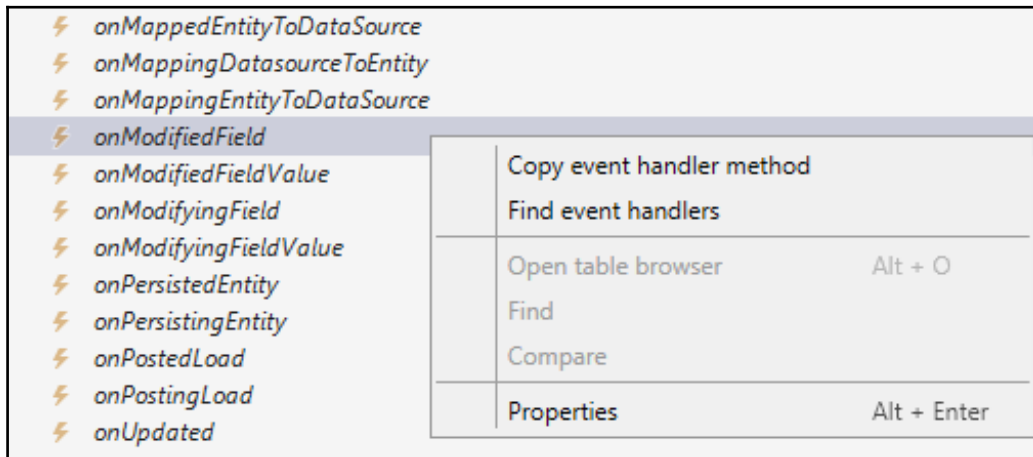 onMappedEntityToDataSource
onMappingDatasourceToEntity
onMappingEntityToDataSource
onModifiedField
onModifiedFieldValue
onModifyingField
onModifyingFieldValue
onPersistedEntity
onPersistingEntity
onPostedLoad
onPostingLoad
onUpdated
Copy event handler method
Find event handlers
Open table browser Alt + O
Find
Compare
Properties Alt + Enter